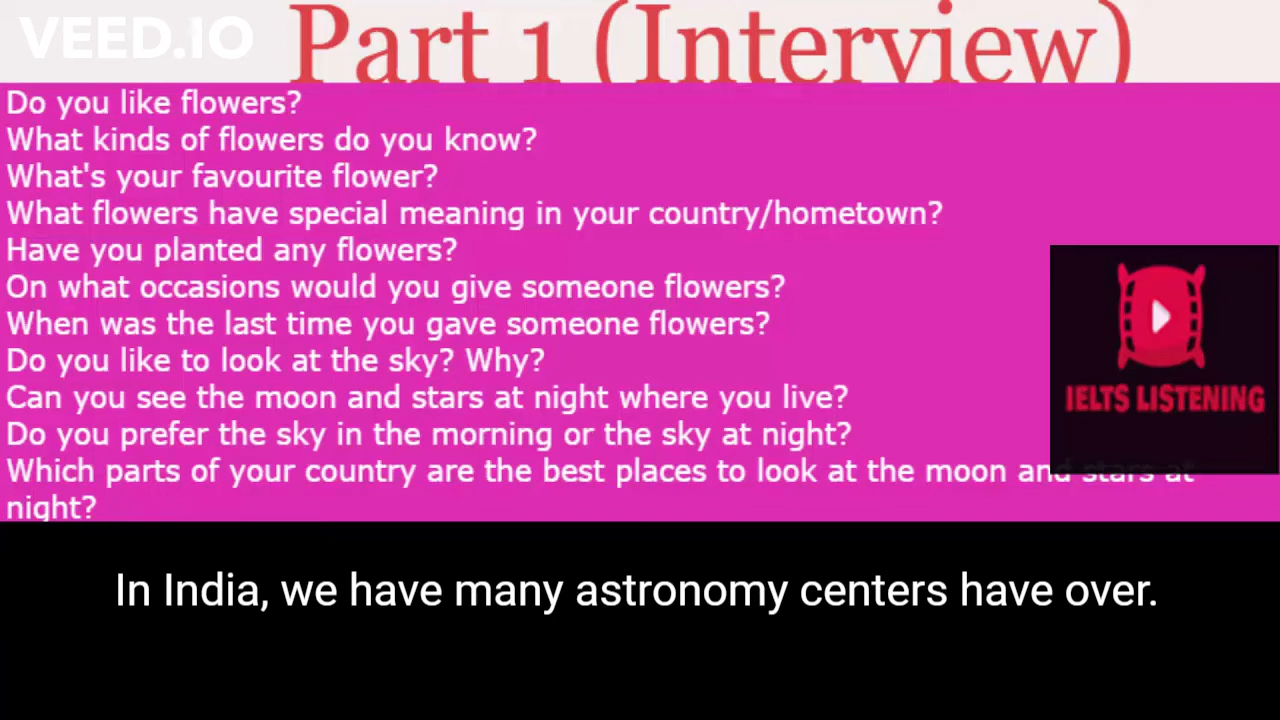 VEED.IO
Part 1 (Interview)
Do you like flowers?
What kinds of flowers do you know?
What's your favourite flower?
What flowers have special meaning in your country/hometown?
Have you planted any flowers?
On what occasions would you give someone flowers?
When was the last time you gave someone flowers?
Do you like to look at the sky? Why?
Can you see the moon and stars at night where you live?
Do you prefer the sky in the morning or the sky at night?
Which parts of your country are the best places to look at the moon and stars at
night?
IELTS LISTENING
In India, we have many astronomy centers have over.